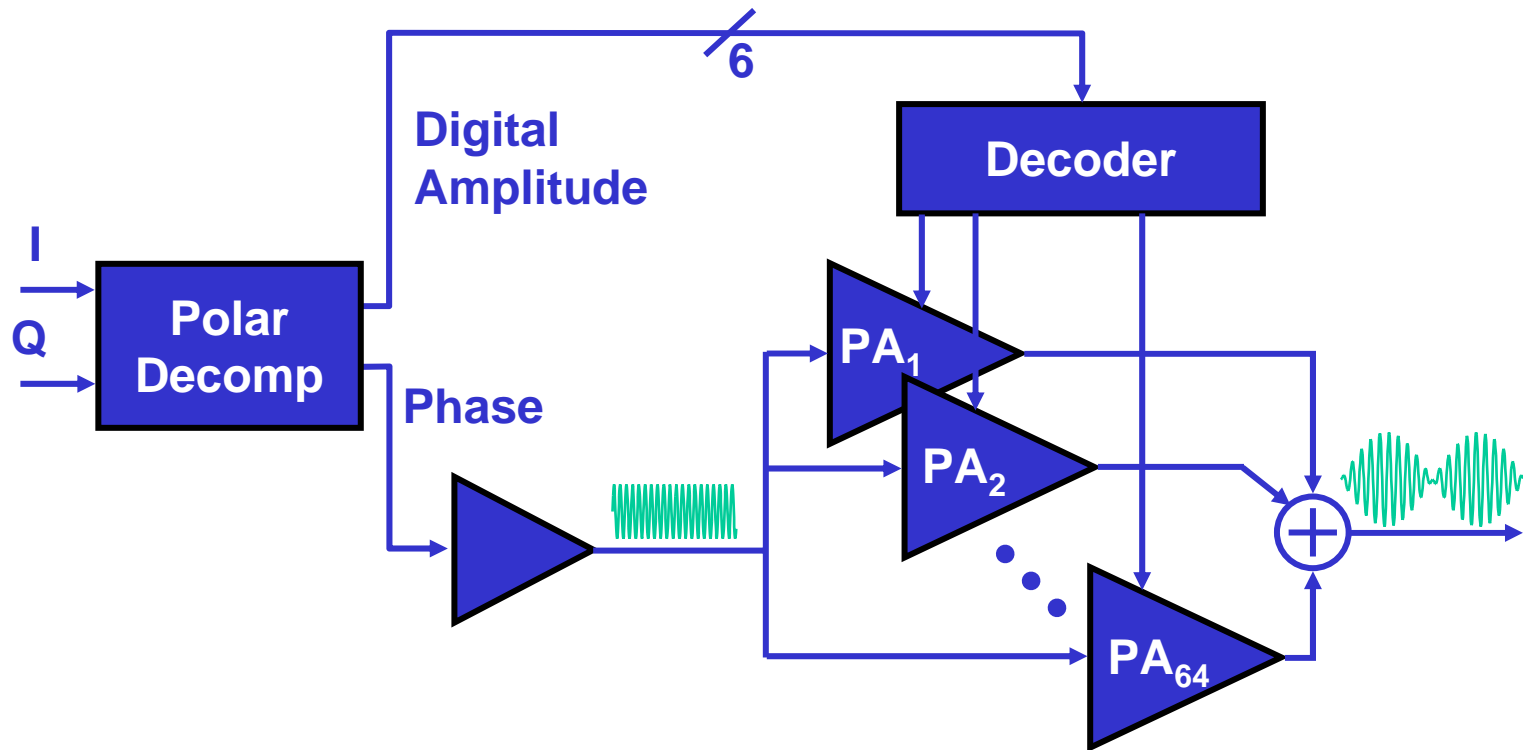 6
Digital
Amplitude
Decoder
I
Q
Polar
Decomp
Phase
PA1
PA2
PA64